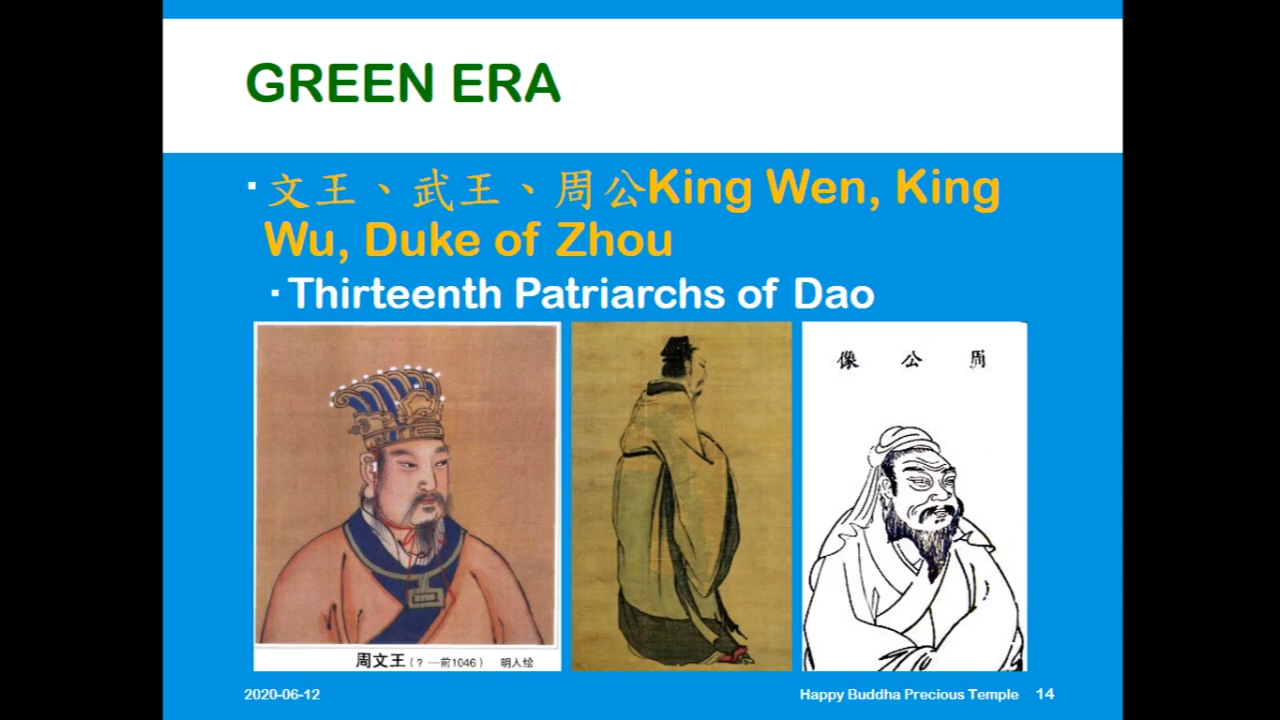 GREEN ERA
▪ 文王、武王、周公King Wen, King
Wu, Duke of Zhou
▪ Thirteenth Patriarchs of Dao
像 公 周
周文王(?—前1046) 明人绘
2020-06-12 Happy Buddha Precious Temple 14